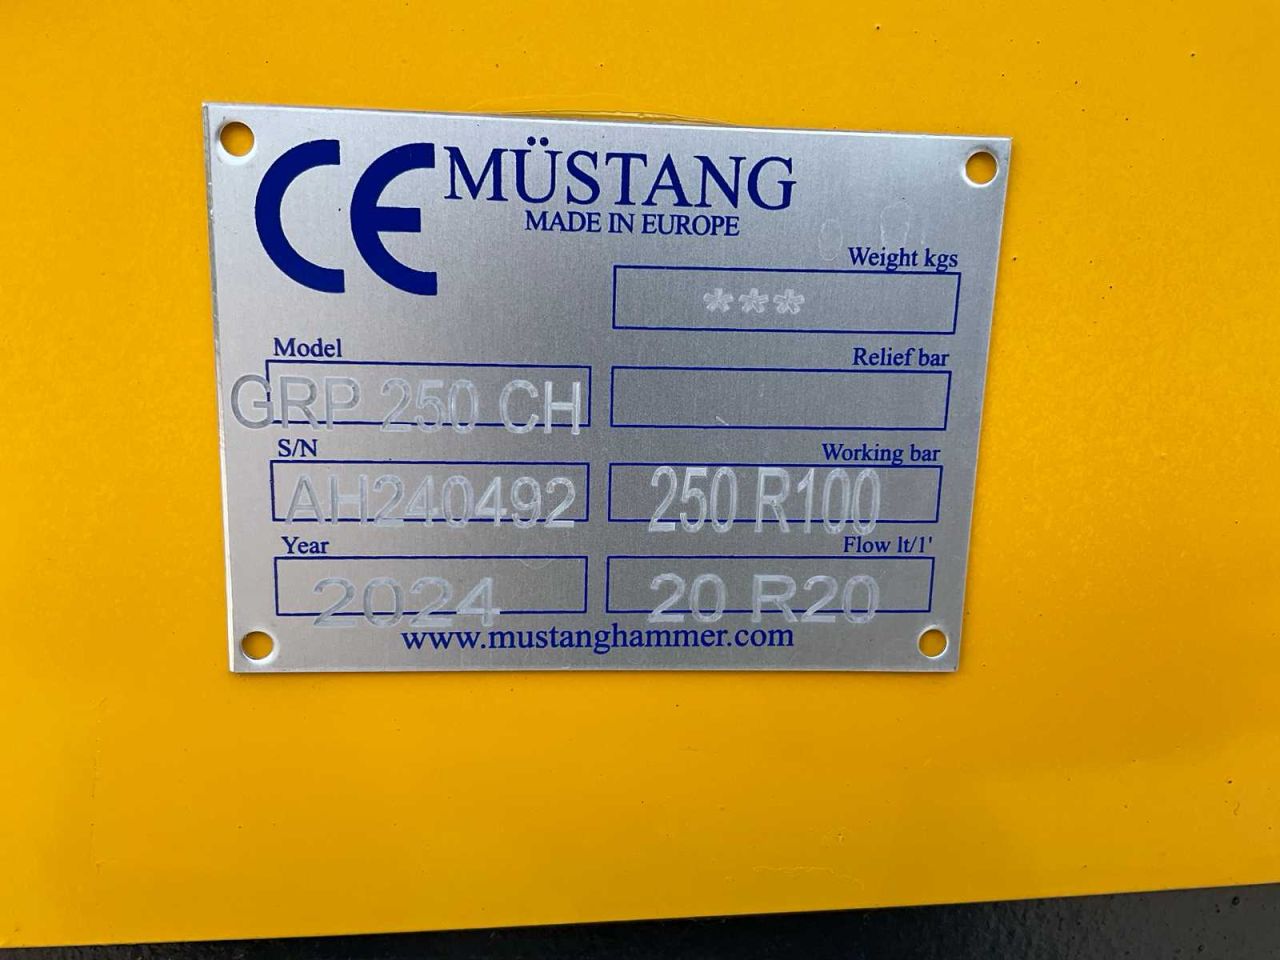 CE MÜSTANG
MADE IN EUROPE
Weight kgs
***
Model
GRP 250 CH
Relief bar
S/N
AH240492
Working bar
250 R100
Year
2024
Flow lt/1'
20 R20
www.mustanghammer.com